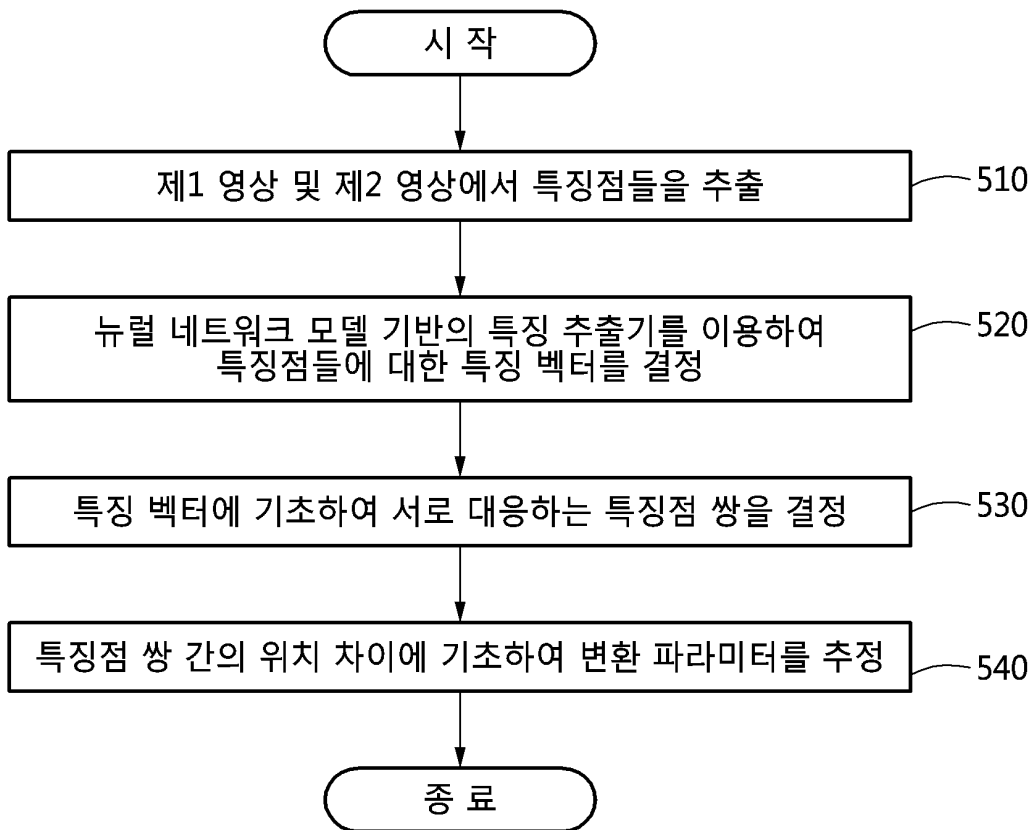 시 작
제1 영상 및 제2 영상에서 특징점들을 추출
510
뉴럴 네트워크 모델 기반의 특징 추출기를 이용하여
특징점들에 대한 특징 벡터를 결정
520
특징 벡터에 기초하여 서로 대응하는 특징점 쌍을 결정
530
특징점 쌍 간의 위치 차이에 기초하여 변환 파라미터를 추정
540
종 료